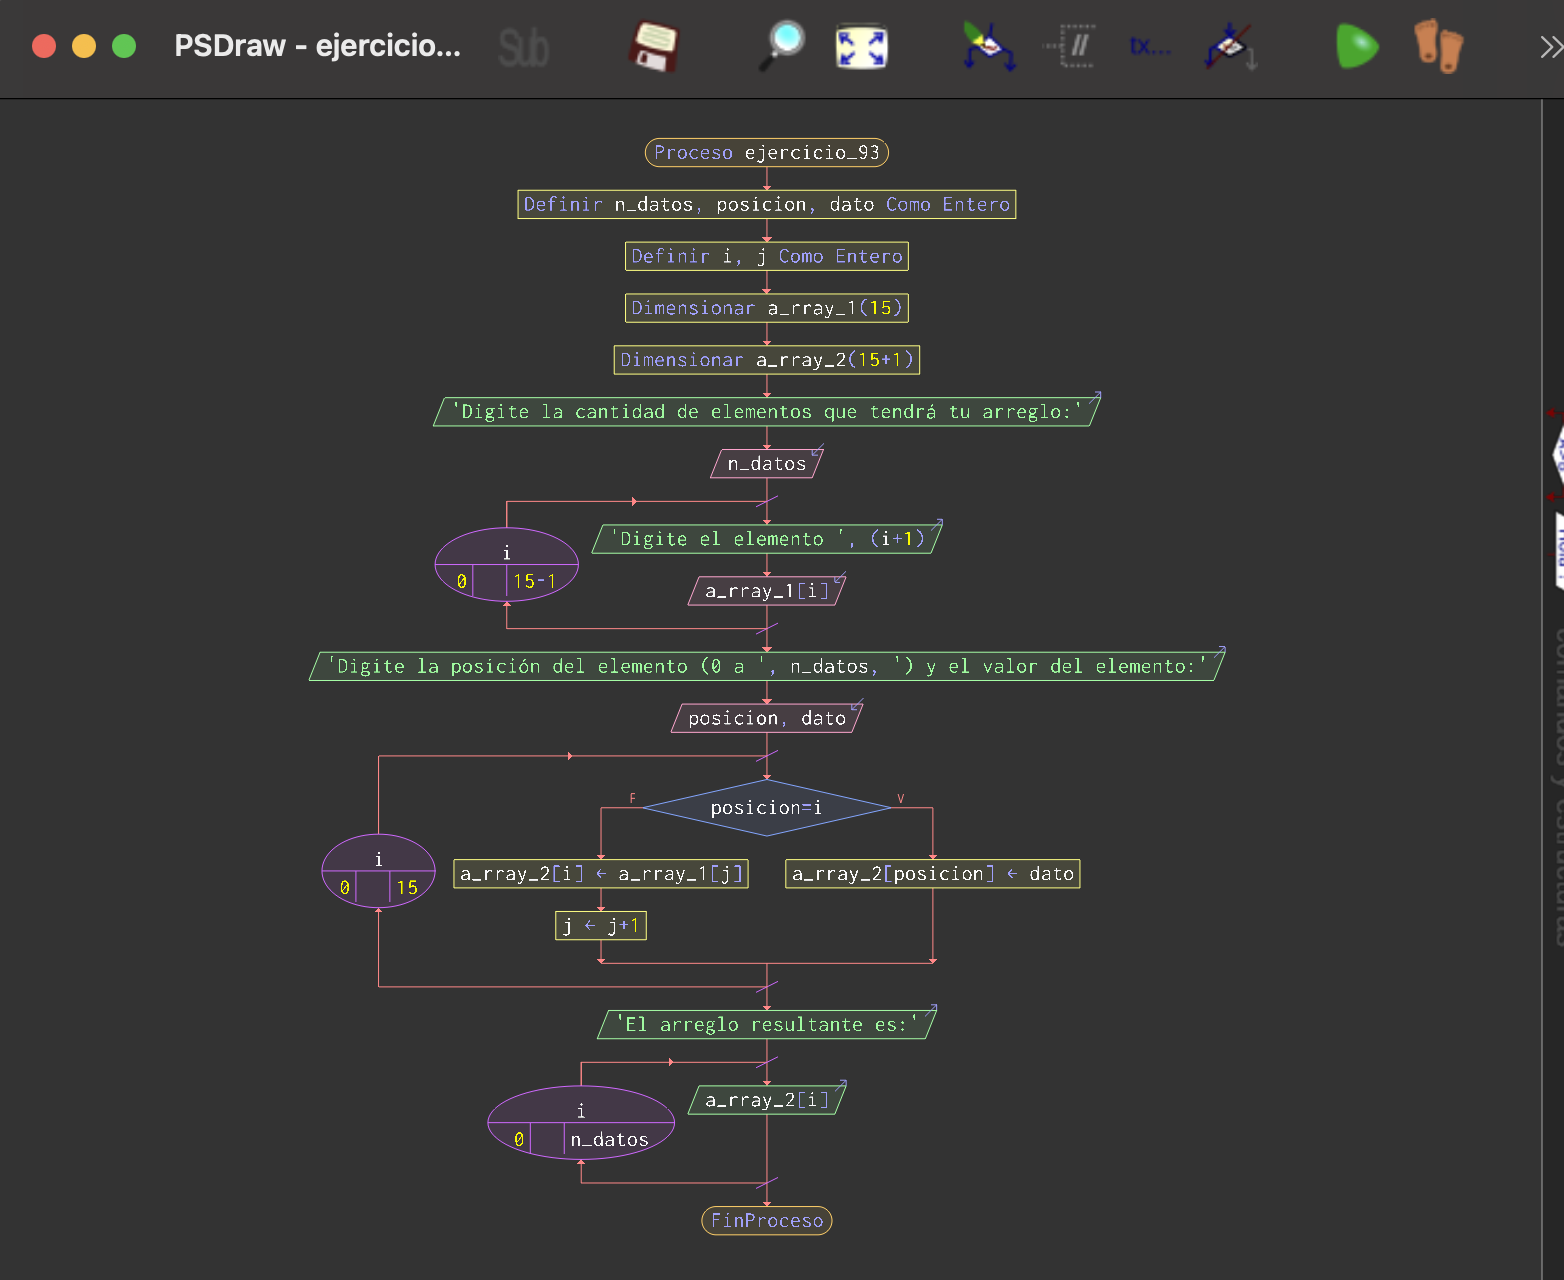 PSDraw - ejercicio...
Sub
//
tx...
Proceso ejercicio_93
Definir n_datos, posicion, dato Como Entero
Definir i, j Como Entero
Dimensionar a_rray_1(15)
Dimensionar a_rray_2(15+1)
'Digite la cantidad de elementos que tendrá tu arreglo:'
n_datos
'Digite el elemento ', (i+1)
i
0 15-1
a_rray_1[i]
'Digite la posición del elemento (0 a ', n_datos, ') y el valor del elemento:'
posicion, dato
F V
posicion=i
i
0 15
a_rray_2[i] ← a_rray_1[j]
a_rray_2[posicion] ← dato
j ← j+1
'El arreglo resultante es:'
a_rray_2[i]
i
0 n_datos
FinProceso